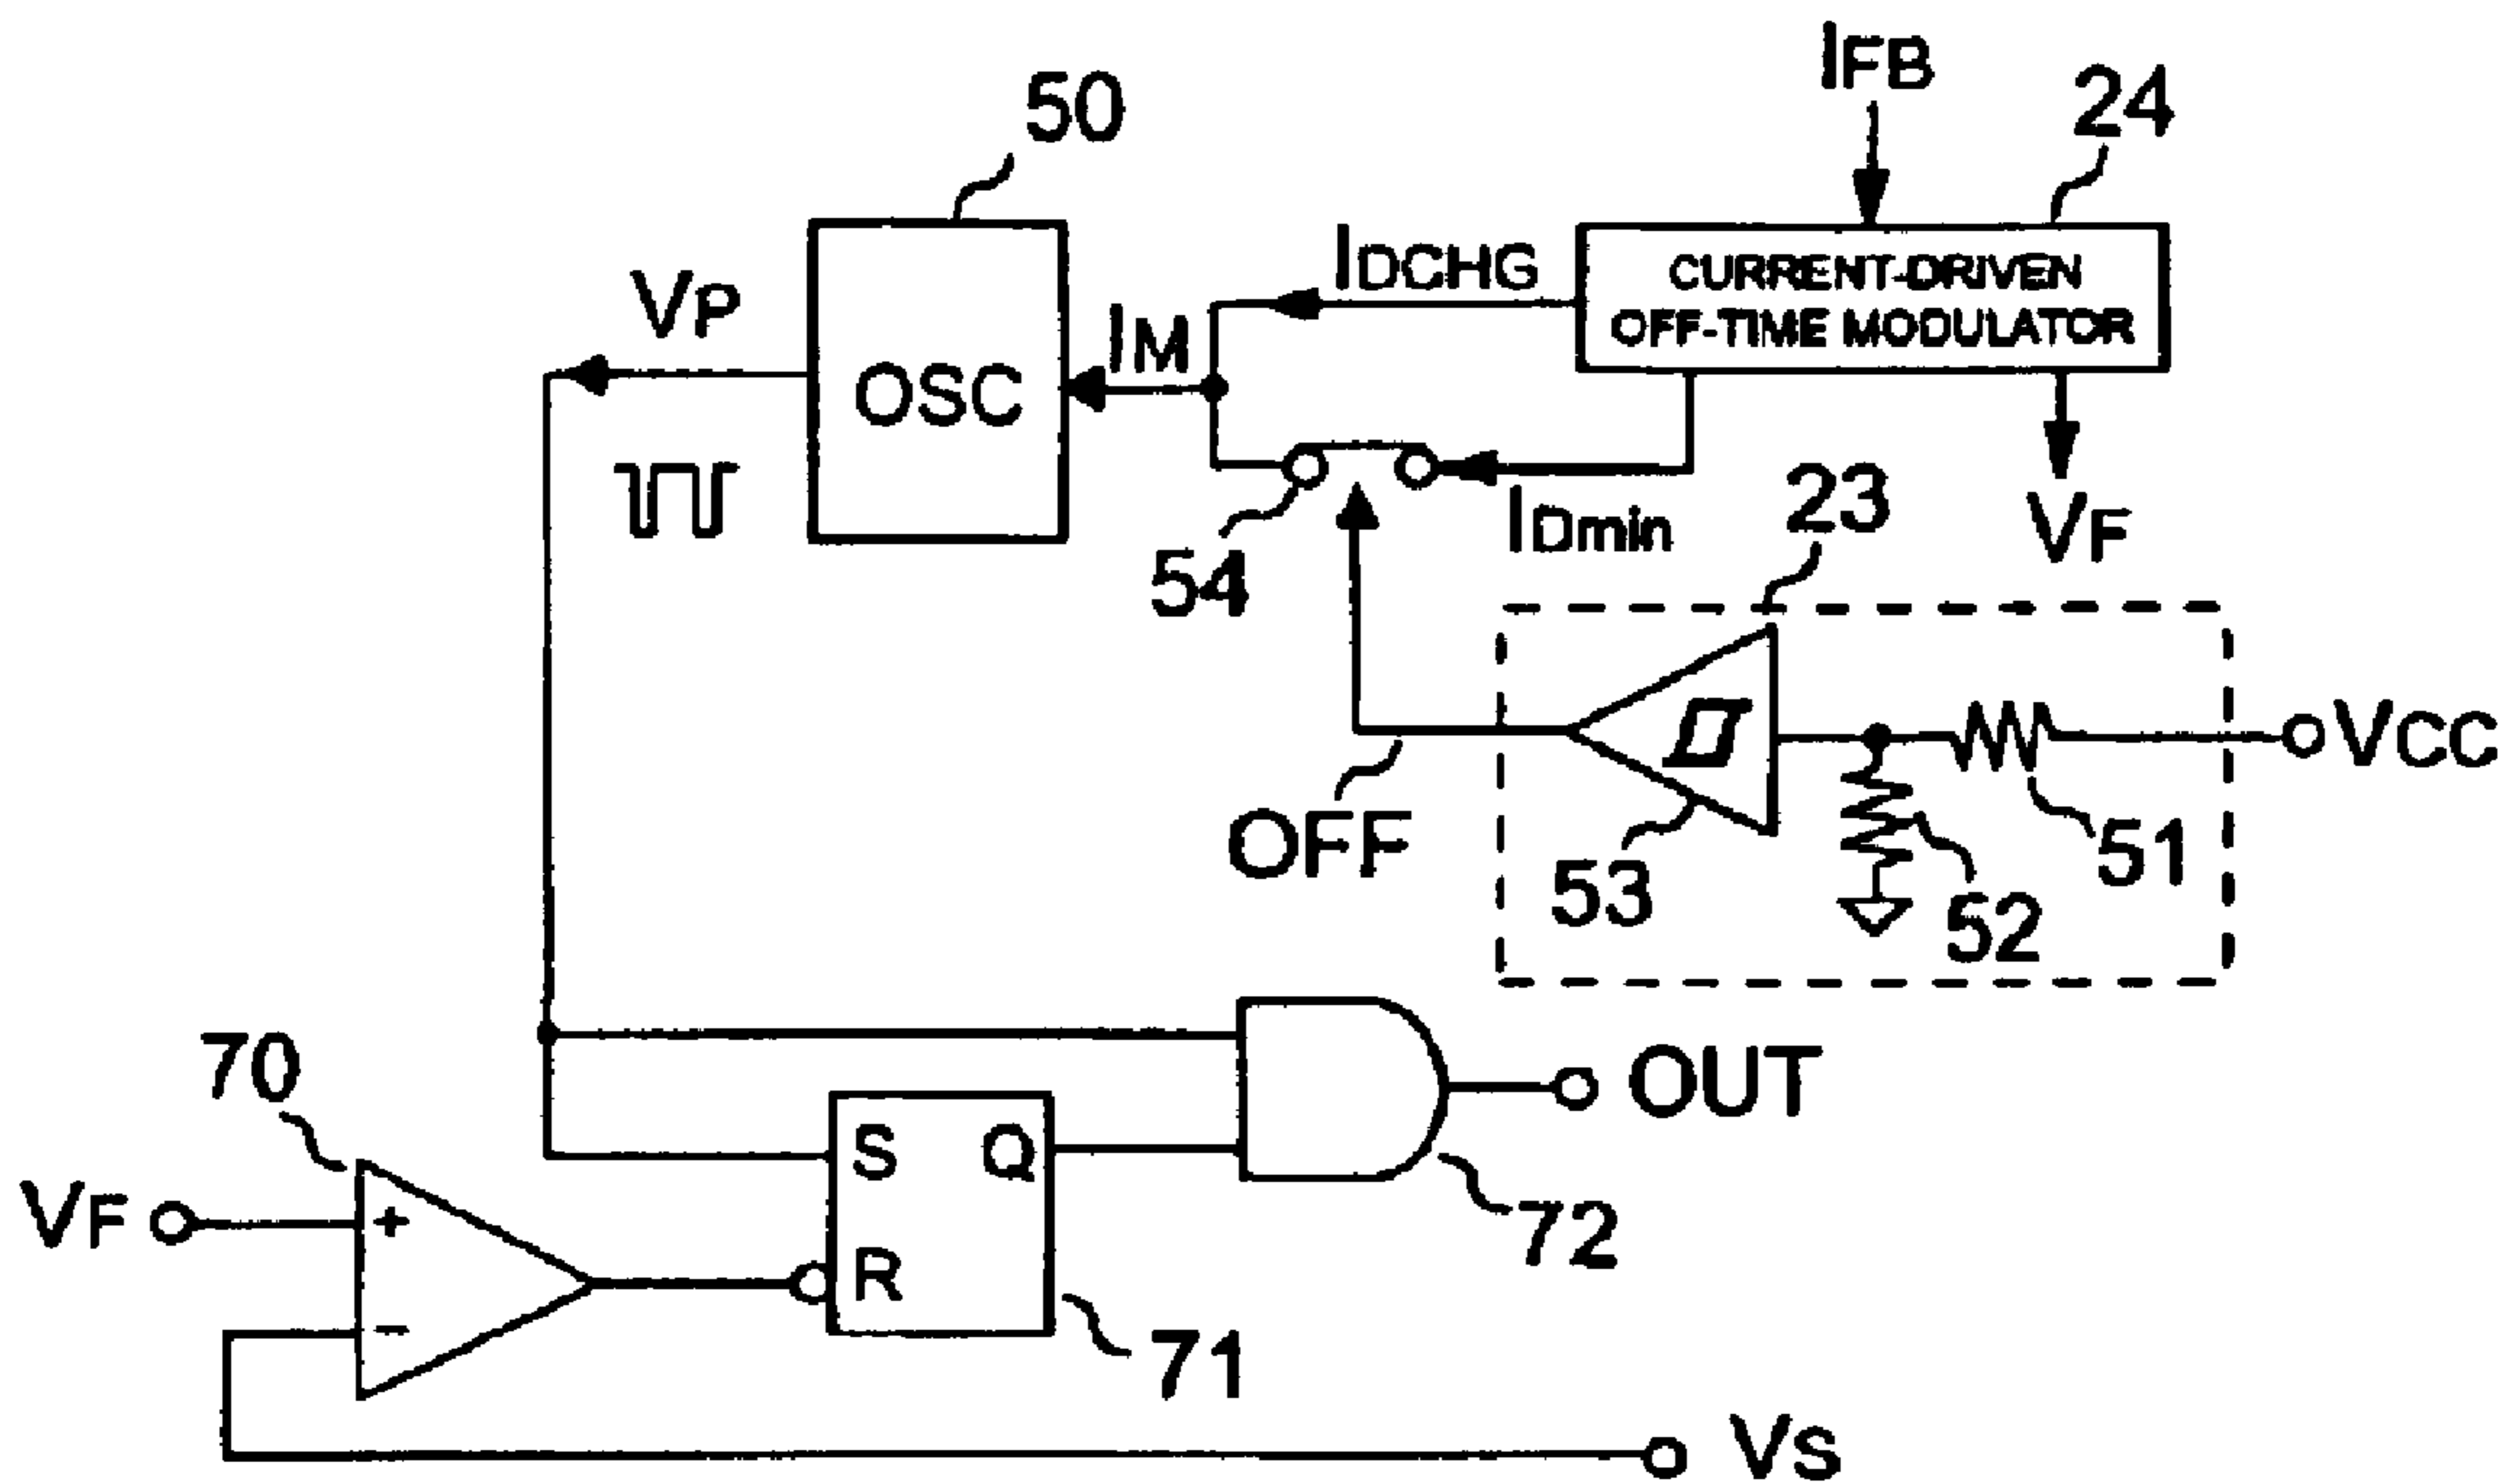 IFB
50
24
IDCHG
CURRENT-DRIVEN
OFF-TIME MODULATOR
VP
IM
OSC
IDmin
23
VF
54
VCC
OFF
53
51
52
70
OUT
S Q
72
VF
+
R
−
71
VS